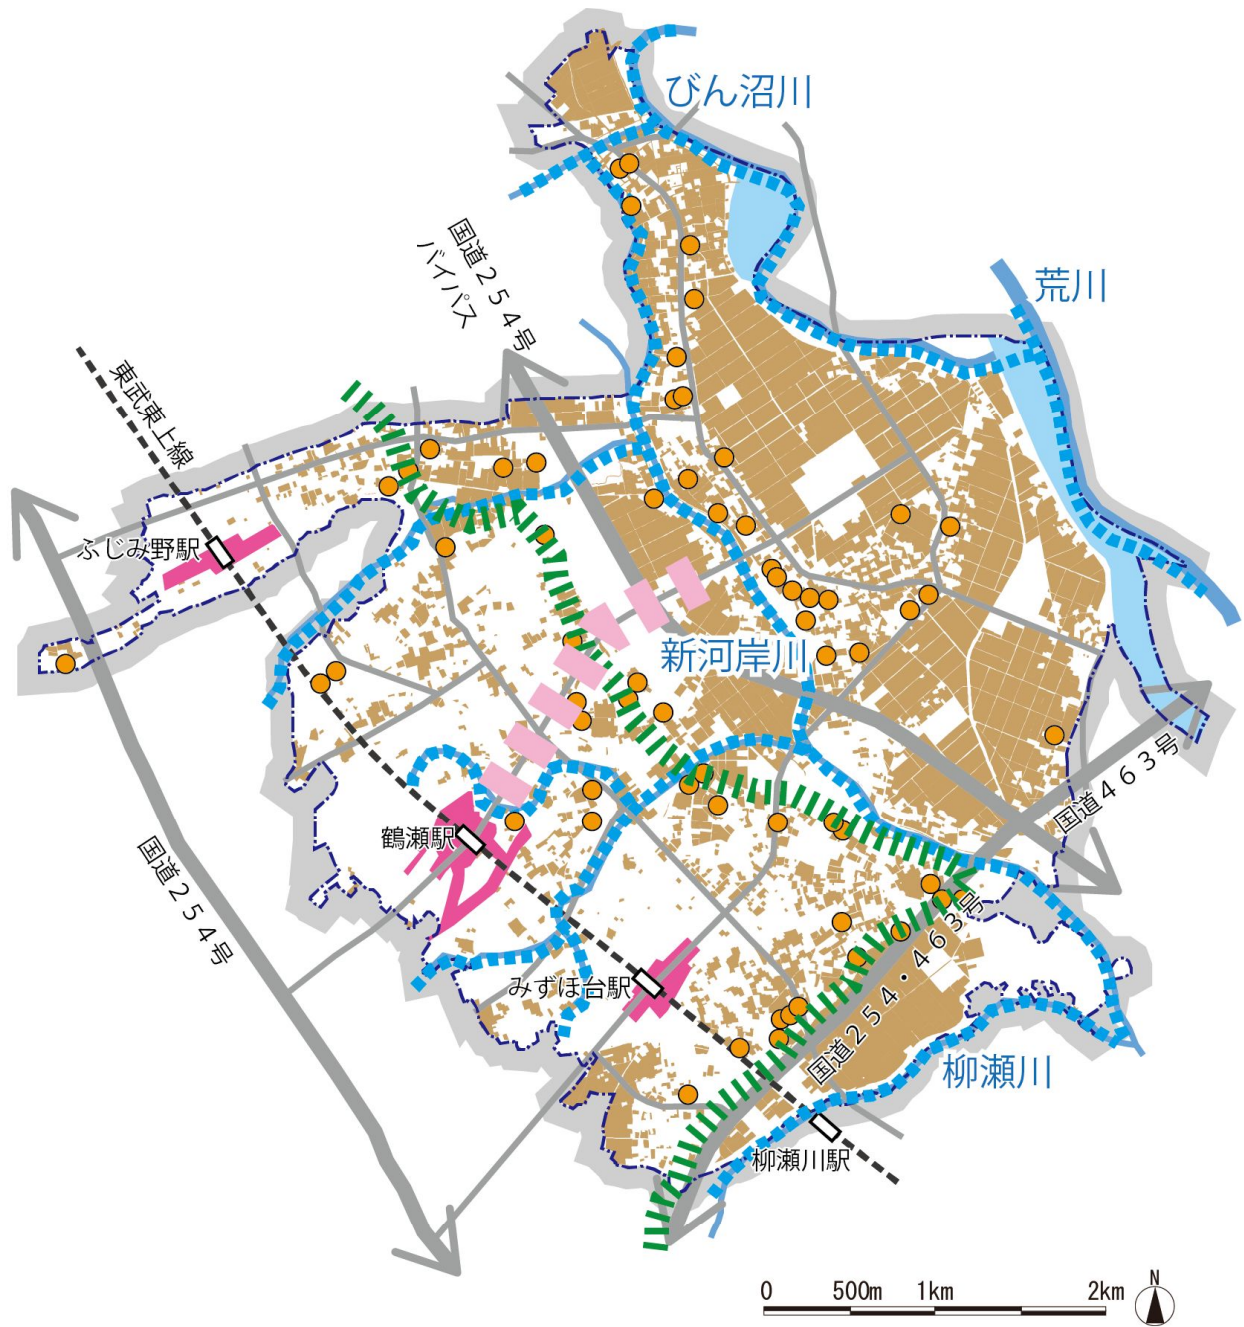 びん沼川
国道２５４号
バイパス
荒川
東武東上線
ふじみ野駅
新河岸川
国道４６３号
鶴瀬駅
国道２５４号
みずほ台駅
国道２５４・４６３号
柳瀬川
柳瀬川駅
0 500m 1km 2km
N